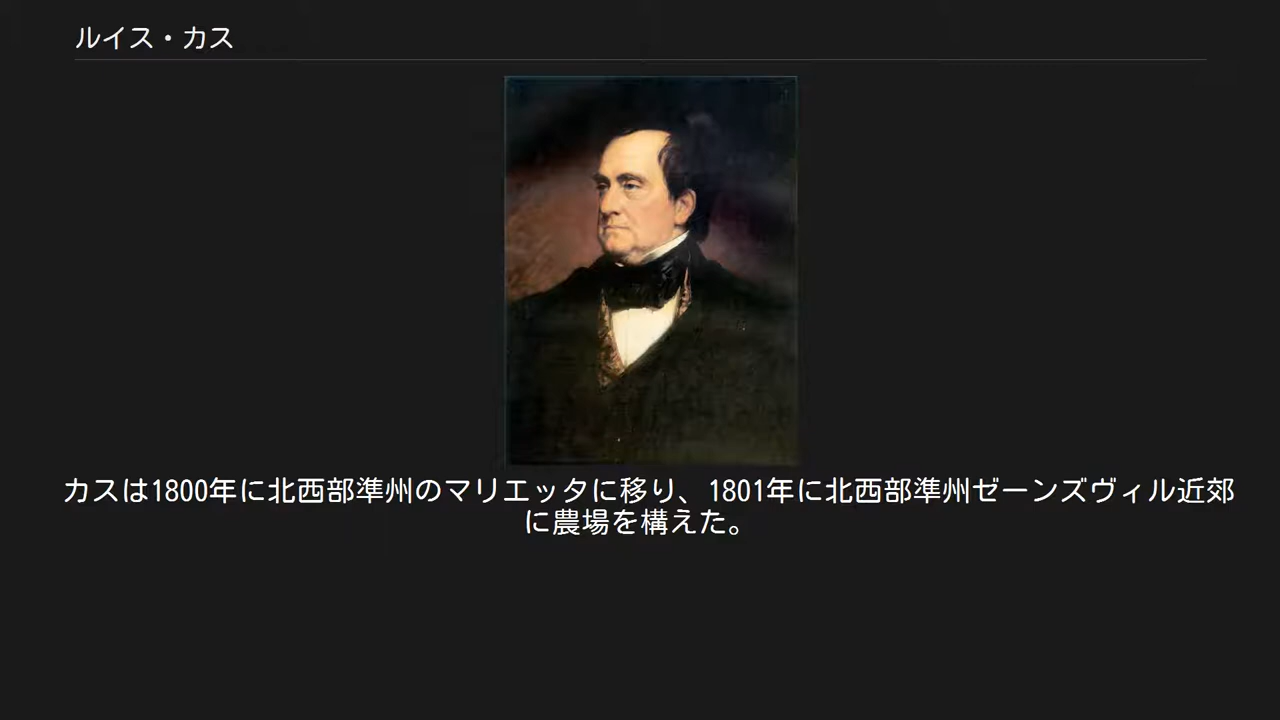 ルイス・カス
カスは1800年に北西部準州のマリエッタに移り、1801年に北西部準州ゼーンズヴィル近郊
に農場を構えた。